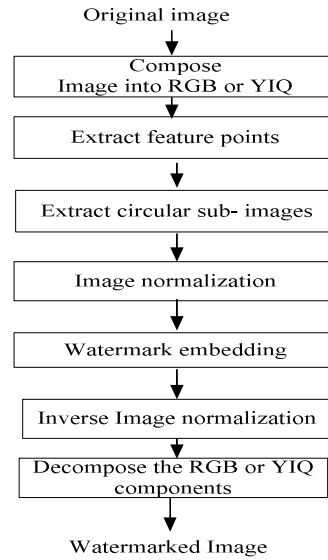 Original image
Compose
Image into RGB or YIQ
Extract feature points
Extract circular sub- images
Image normalization
Watermark embedding
Inverse Image normalization
Decompose the RGB or YIQ
components
Watermarked Image